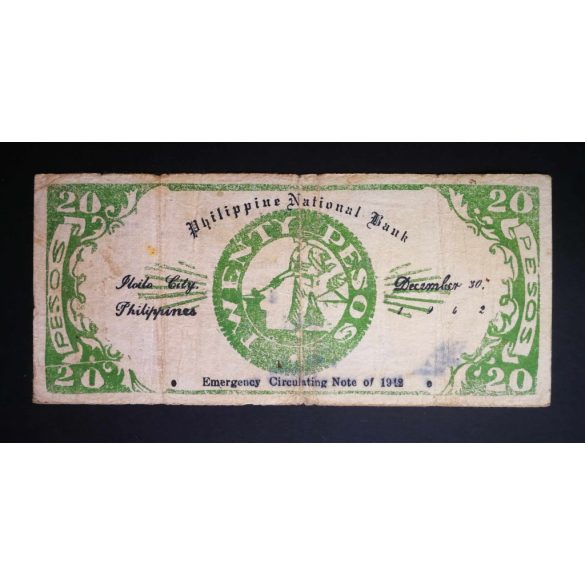 20 PESOS 20
Philippine National Bank
TWENTY PESOS
Iloilo City,
Philippines
December 30,
Emergency Circulating Note of 1942
20 PESOS 20